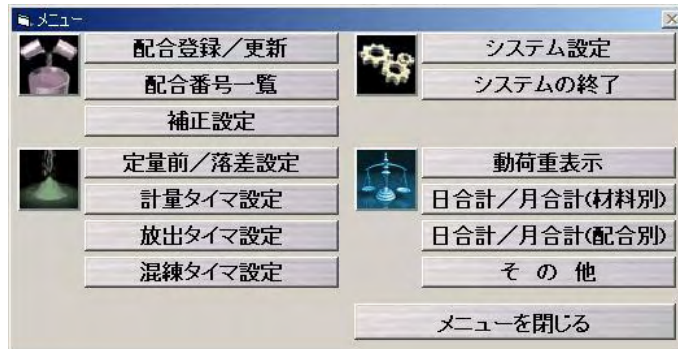 メニュー
配合登録／更新
配合番号一覧
補正設定
定量前／落差設定
計量タイマ設定
放出タイマ設定
混練タイマ設定
システム設定
システムの終了
動荷重表示
日合計／月合計(材料別)
日合計／月合計(配合別)
そ の 他
メニューを閉じる